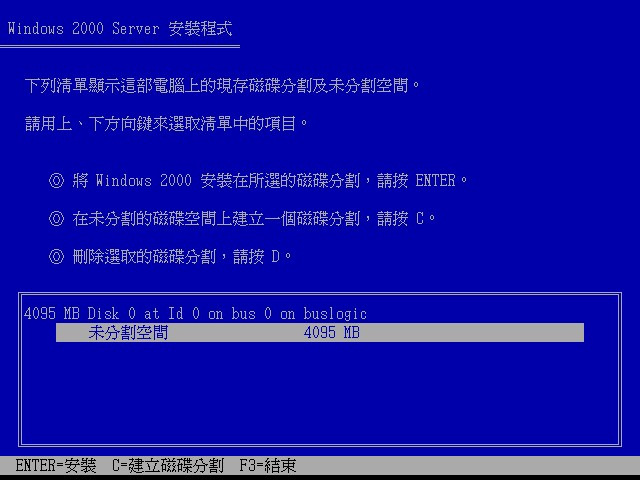 Windows 2000 Server 安裝程式
下列清單顯示這部電腦上的現存磁碟分割及未分割空間。
請用上、下方向鍵來選取清單中的項目。
◎ 將 Windows 2000 安裝在所選的磁碟分割，請按 ENTER。
◎ 在未分割的磁碟空間上建立一個磁碟分割，請按 C。
◎ 刪除選取的磁碟分割，請按 D。
4095 MB Disk 0 at Id 0 on bus 0 on buslogic
未分割空間 4095 MB
ENTER=安裝 C=建立磁碟分割 F3=結束